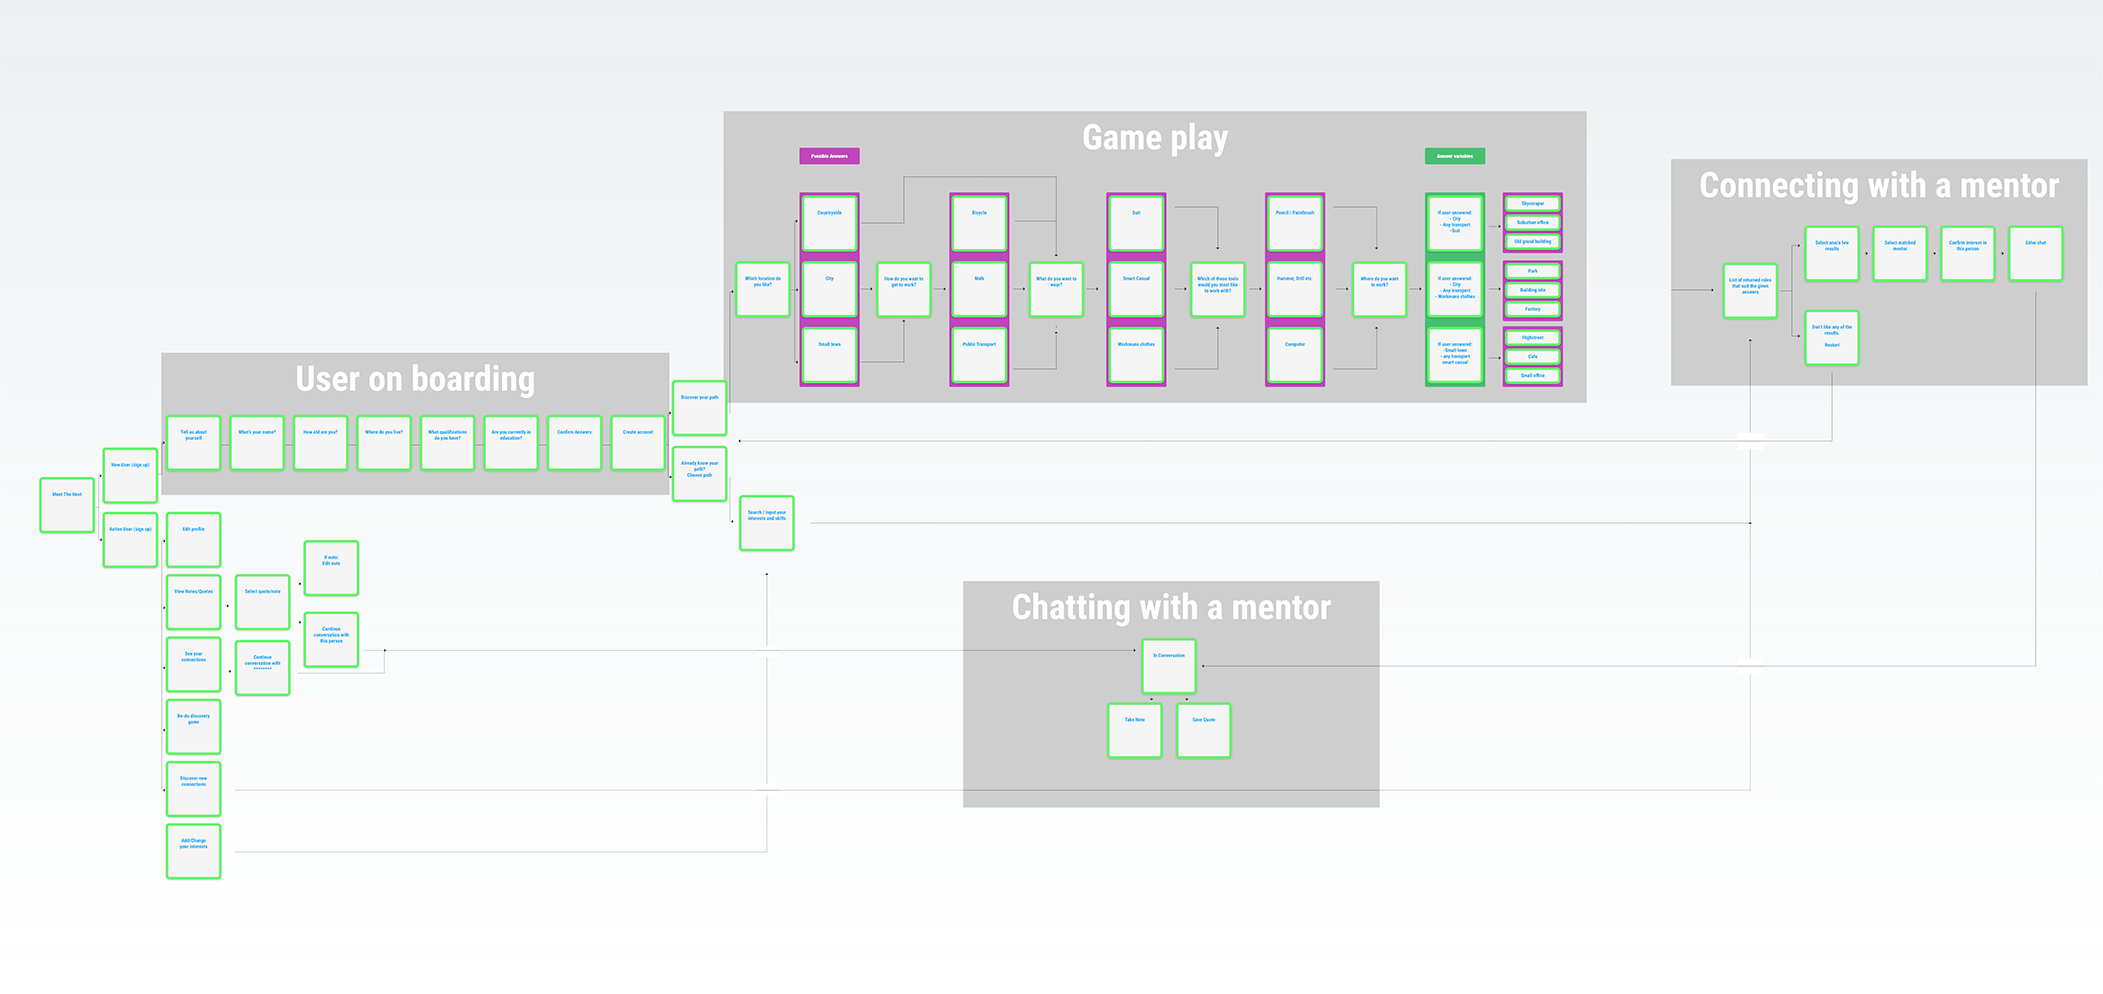 Game play
Possible Answers
Answer variables
Which location do
you like?
Countryside
City
Small town
How do you want to
get to work?
Bicycle
Walk
Public Transport
What do you want to
wear?
Suit
Smart Casual
Workmans clothes
Which of these tools
would you most like
to work with?
Pencil / Paintbrush
Hammer, Drill etc.
Computer
Where do you want
to work?
If user answered:
- City
- Any transport
-Suit
If user answered:
- City
- Any transport
- Workmans clothes
If user answered:
-Small town
- any transport
smart casual
Skyscraper
Suburban office
Old grand building
Park
Building site
Factory
Highstreet
Cafe
Small office
Connecting with a mentor
List of returned roles
that suit the given
answers
Select one/a few
results
Select matched
mentor
Confirm interest in
this person
Enter chat
Don't like any of the
results.
Restart
User on boarding
Tell us about
yourself
What's your name?
How old are you?
Where do you live?
What qualifications
do you have?
Are you currently in
education?
Confirm Answers
Create account
Discover your path
Already know your
path?
Choose path
Search / input your
interests and skills
Meet The Next
New User (sign up)
Active User (sign up)
Edit profile
View Notes/Quotes
Select quote/note
If note:
Edit note
Continue
conversation with
this person
See your
connections
Continue
conversation with
********
Re-do discovery
game
Discover new
connections
Add/Change
your interests
Chatting with a mentor
In Conversation
Take Note
Save Quote